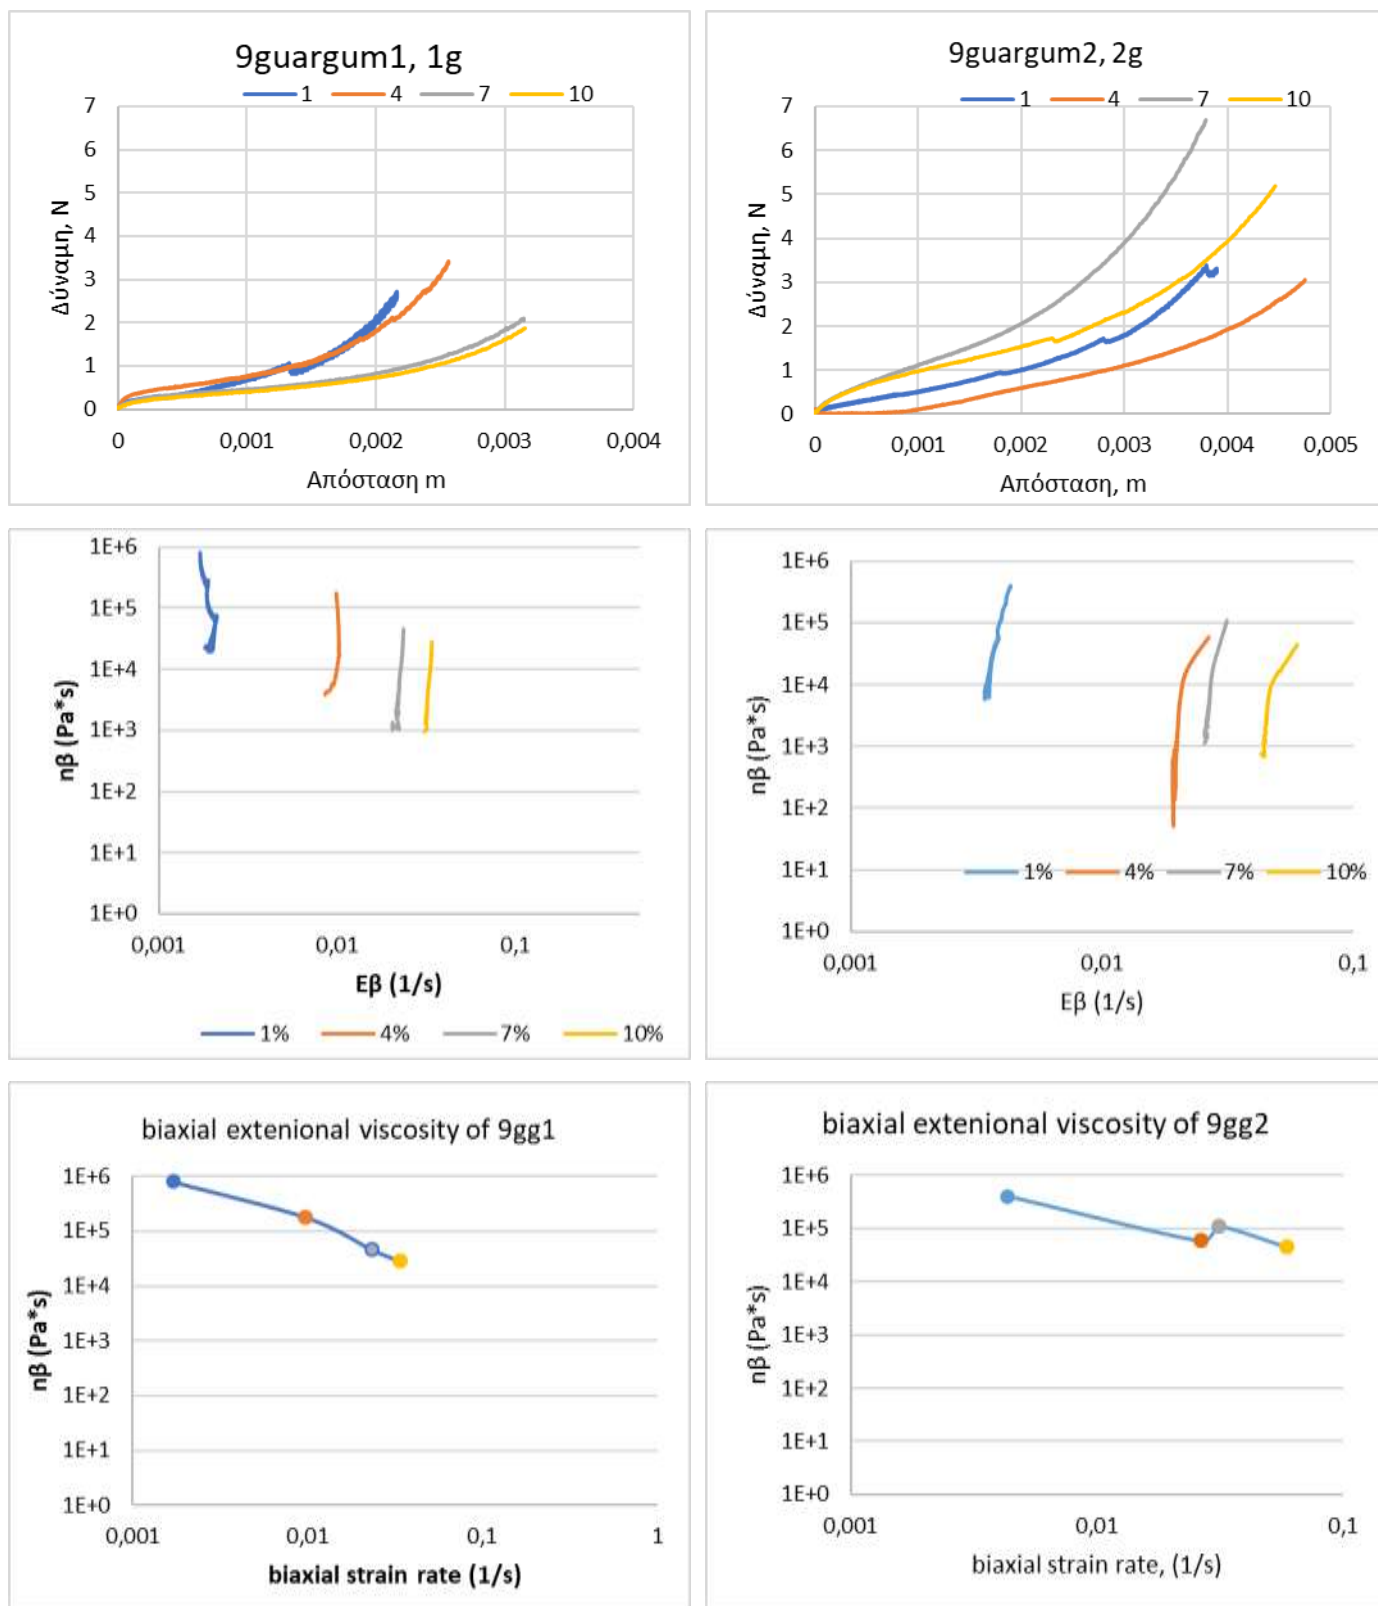 9guargum1, 1g
1 4 7 10
7
6
5
4
3
2
1
0
Δύναμη, N
0 0,001 0,002 0,003 0,004
Απόσταση m
9guargum2, 2g
1 4 7 10
7
6
5
4
3
2
1
0
Δύναμη, N
0 0,001 0,002 0,003 0,004 0,005
Απόσταση, m
1E+6
1E+5
1E+4
1E+3
1E+2
1E+1
1E+0
nβ (Pa*s)
0,001 0,01 0,1
Eβ (1/s)
1% 4% 7% 10%
1E+6
1E+5
1E+4
1E+3
1E+2
1E+1
1E+0
nβ (Pa*s)
1% 4% 7% 10%
0,001 0,01 0,1
Eβ (1/s)
biaxial extenional viscosity of 9gg1
1E+6
1E+5
1E+4
1E+3
1E+2
1E+1
1E+0
nβ (Pa*s)
0,001 0,01 0,1 1
biaxial strain rate (1/s)
biaxial extenional viscosity of 9gg2
1E+6
1E+5
1E+4
1E+3
1E+2
1E+1
1E+0
nβ (Pa*s)
0,001 0,01 0,1
biaxial strain rate, (1/s)